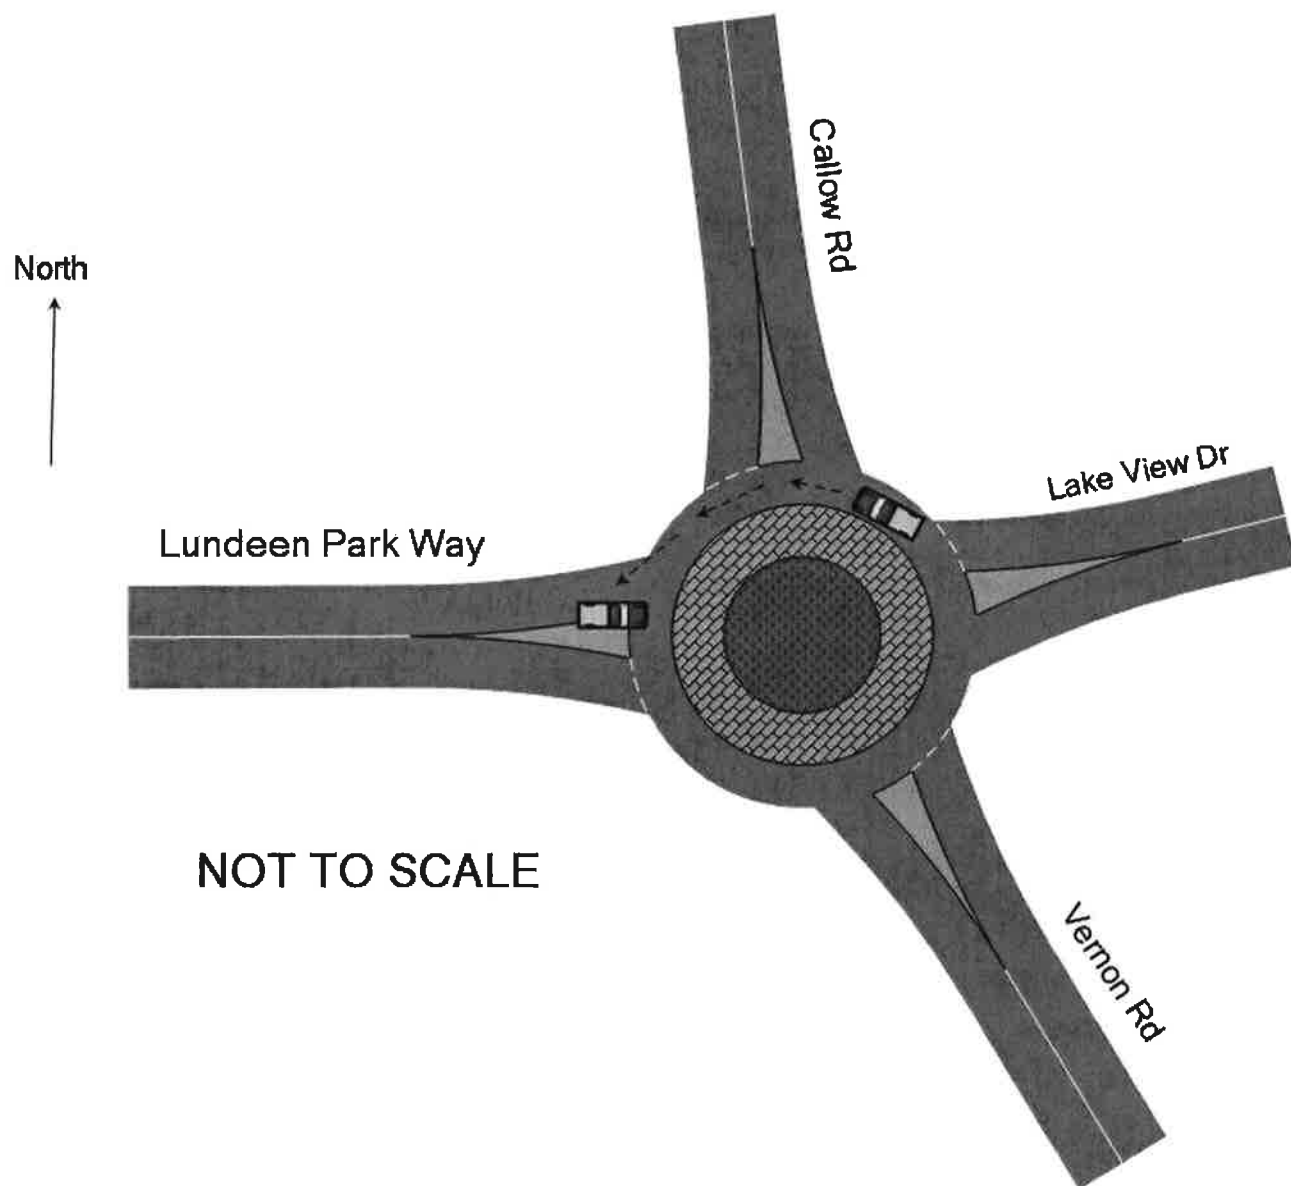 Callow Rd
North
Lake View Dr
Lundeen Park Way
NOT TO SCALE
Vernon Rd